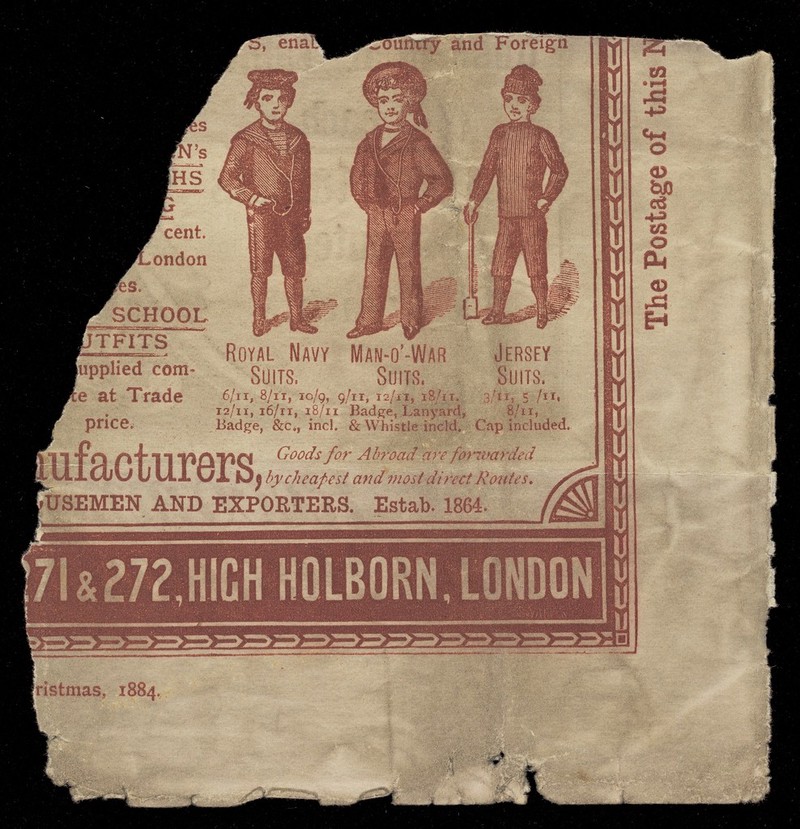 S, enab Country and Foreign
es
N's
HS
G
cent.
London
es.
SCHOOL
UTFITS
upplied com-
te at Trade
price.
ROYAL NAVY
SUITS.
6/11, 8/11, 10/9,
12/11, 16/11, 18/11
Badge, &c., incl.
MAN-O'-WAR
SUITS.
9/11, 12/11, 18/11.
Badge, Lanyard,
& Whistle incld.
JERSEY
SUITS.
3/11, 5/11,
8/11,
Cap included.
nufacturers,
Goods for Abroad are forwarded
by cheapest and most direct Routes.
USEMEN AND EXPORTERS. Estab. 1864.
71 & 272, HIGH HOLBORN, LONDON
ristmas, 1884.
The Postage of this N